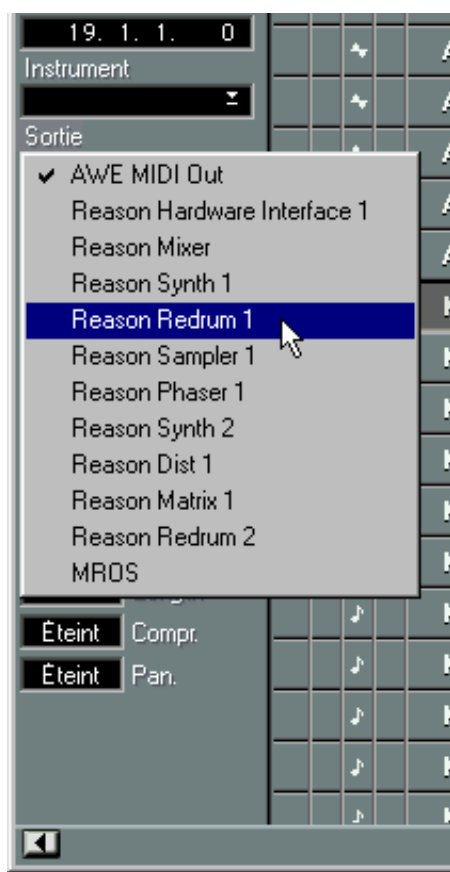 19. 1. 1. 0
Instrument
Sortie
AWE MIDI Out
Reason Hardware Interface 1
Reason Mixer
Reason Synth 1
Reason Redrum 1
Reason Sampler 1
Reason Phaser 1
Reason Synth 2
Reason Dist 1
Reason Matrix 1
Reason Redrum 2
MROS
Éteint Compr.
Éteint Pan.